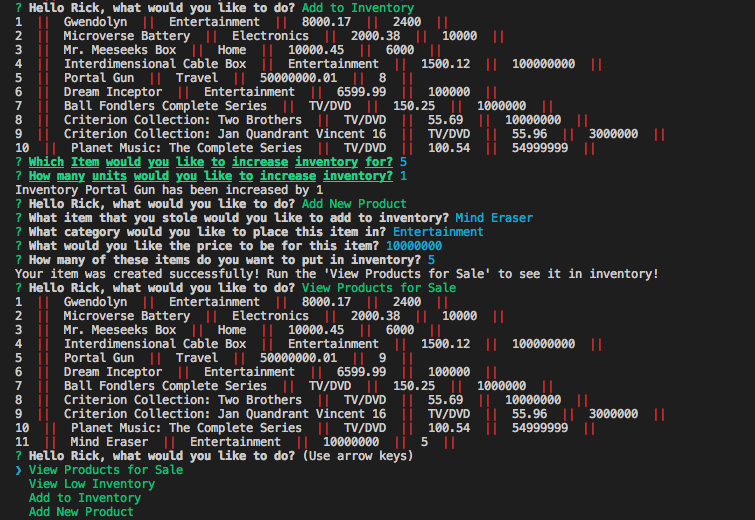 ? Hello Rick, what would you like to do? Add to Inventory
1 || Gwendolyn || Entertainment || 8000.17 || 2400 ||
2 || Microverse Battery || Electronics || 2000.38 || 10000 ||
3 || Mr. Meeseeks Box || Home || 10000.45 || 6000 ||
4 || Interdimensional Cable Box || Entertainment || 1500.12 || 100000000 ||
5 || Portal Gun || Travel || 50000000.01 || 8 ||
6 || Dream Inceptor || Entertainment || 6599.99 || 100000 ||
7 || Ball Fondlers Complete Series || TV/DVD || 150.25 || 1000000 ||
8 || Criterion Collection: Two Brothers || TV/DVD || 55.69 || 10000000 ||
9 || Criterion Collection: Jan Quadrant Vincent 16 || TV/DVD || 55.96 || 3000000 ||
10 || Planet Music: The Complete Series || TV/DVD || 100.54 || 54999999 ||
? Which Item would you like to increase inventory for? 5
? How many units would you like to increase inventory? 1
Inventory Portal Gun has been increased by 1
? Hello Rick, what would you like to do? Add New Product
? What item that you stole would you like to add to inventory? Mind Eraser
? What category would you like to place this item in? Entertainment
? What would you like the price to be for this item? 10000000
? How many of these items do you want to put in inventory? 5
Your item was created successfully! Run the 'View Products for Sale' to see it in inventory!
? Hello Rick, what would you like to do? View Products for Sale
1 || Gwendolyn || Entertainment || 8000.17 || 2400 ||
2 || Microverse Battery || Electronics || 2000.38 || 10000 ||
3 || Mr. Meeseeks Box || Home || 10000.45 || 6000 ||
4 || Interdimensional Cable Box || Entertainment || 1500.12 || 100000000 ||
5 || Portal Gun || Travel || 50000000.01 || 9 ||
6 || Dream Inceptor || Entertainment || 6599.99 || 100000 ||
7 || Ball Fondlers Complete Series || TV/DVD || 150.25 || 1000000 ||
8 || Criterion Collection: Two Brothers || TV/DVD || 55.69 || 10000000 ||
9 || Criterion Collection: Jan Quadrant Vincent 16 || TV/DVD || 55.96 || 3000000 ||
10 || Planet Music: The Complete Series || TV/DVD || 100.54 || 54999999 ||
11 || Mind Eraser || Entertainment || 10000000 || 5 ||
? Hello Rick, what would you like to do? (Use arrow keys)
❯ View Products for Sale
View Low Inventory
Add to Inventory
Add New Product